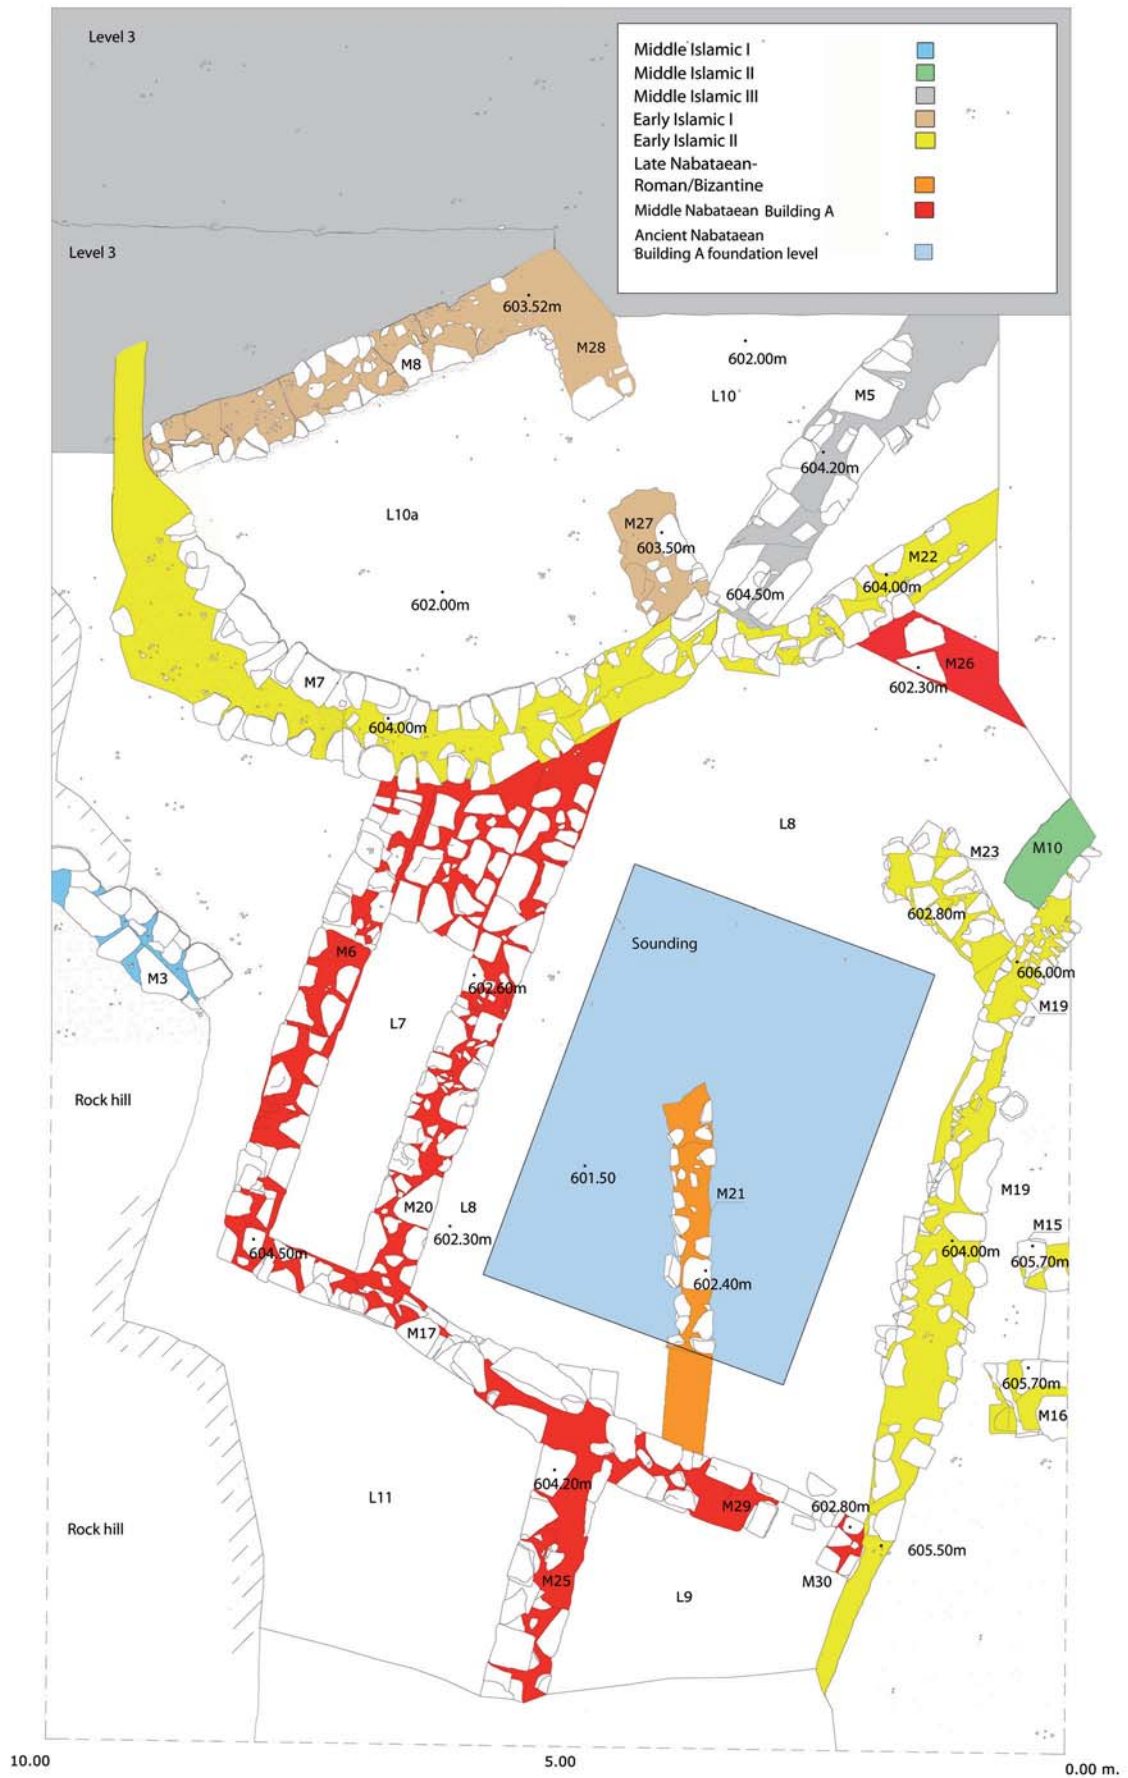 Level 3
Middle Islamic I
Middle Islamic II
Middle Islamic III
Early Islamic I
Early Islamic II
Late Nabataean-
Roman/Bizantine
Middle Nabataean Building A
Ancient Nabataean
Building A foundation level
Level 3
603.52m
M28
M8
602.00m
L10
M5
604.20m
L10a
M27
603.50m
M22
604.00m
604.50m
602.00m
M26
602.30m
M7
604.00m
L8
M10
M23
602.80m
Sounding
M6
606.00m
M3
602.60m
M19
L7
Rock hill
601.50
M21
M19
M20
L8
602.30m
M15
604.50m
604.00m
605.70m
602.40m
M17
605.70m
M16
604.20m
L11
M29
602.80m
Rock hill
605.50m
M25
M30
L9
10.00
5.00
0.00 m.